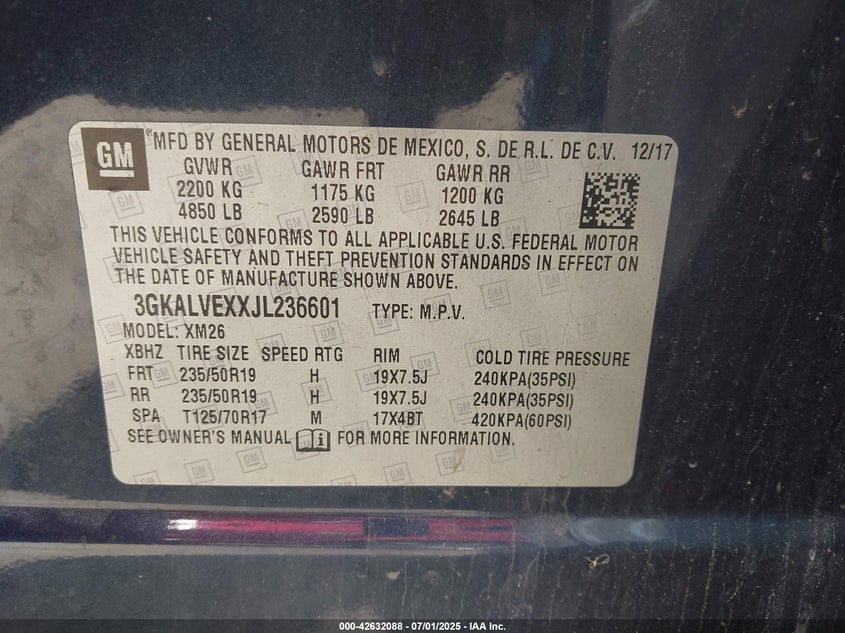 GM ® MFD BY GENERAL MOTORS DE MEXICO, S. DE R.L. DE C.V. 12/17
GVWR GAWR FRT GAWR RR
2200 KG 1175 KG 1200 KG
4850 LB 2590 LB 2645 LB
THIS VEHICLE CONFORMS TO ALL APPLICABLE U.S. FEDERAL MOTOR
VEHICLE SAFETY AND THEFT PREVENTION STANDARDS IN EFFECT ON
THE DATE OF MANUFACTURE SHOWN ABOVE.
3GKALVEXXJL236601 TYPE: M.P.V.
MODEL: XM26
XBHZ TIRE SIZE SPEED RTG RIM COLD TIRE PRESSURE
FRT 235/50R19 H 19X7.5J 240KPA(35PSI)
RR 235/50R19 H 19X7.5J 240KPA(35PSI)
SPA T125/70R17 M 17X4BT 420KPA(60PSI)
SEE OWNER'S MANUAL FOR MORE INFORMATION.
000-42632088 - 07/01/2025 - IAA Inc.